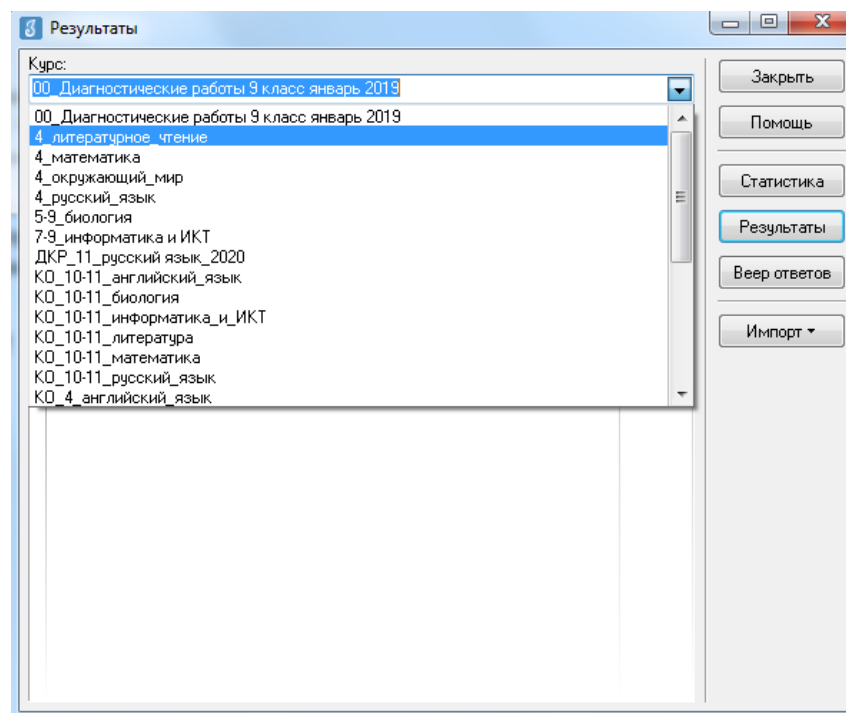 Результаты
Курс:
00_Диагностические работы 9 класс январь 2019
00_Диагностические работы 9 класс январь 2019
4_литературное_чтение
4_математика
4_окружающий_мир
4_русский_язык
5-9_биология
7-9_информатика и ИКТ
ДКР_11_русский язык_2020
КО_10-11_английский_язык
КО_10-11_биология
КО_10-11_информатика_и_ИКТ
КО_10-11_литература
КО_10-11_математика
КО_10-11_русский_язык
КО_4_английский_язык
Закрыть
Помощь
Статистика
Результаты
Веер ответов
Импорт